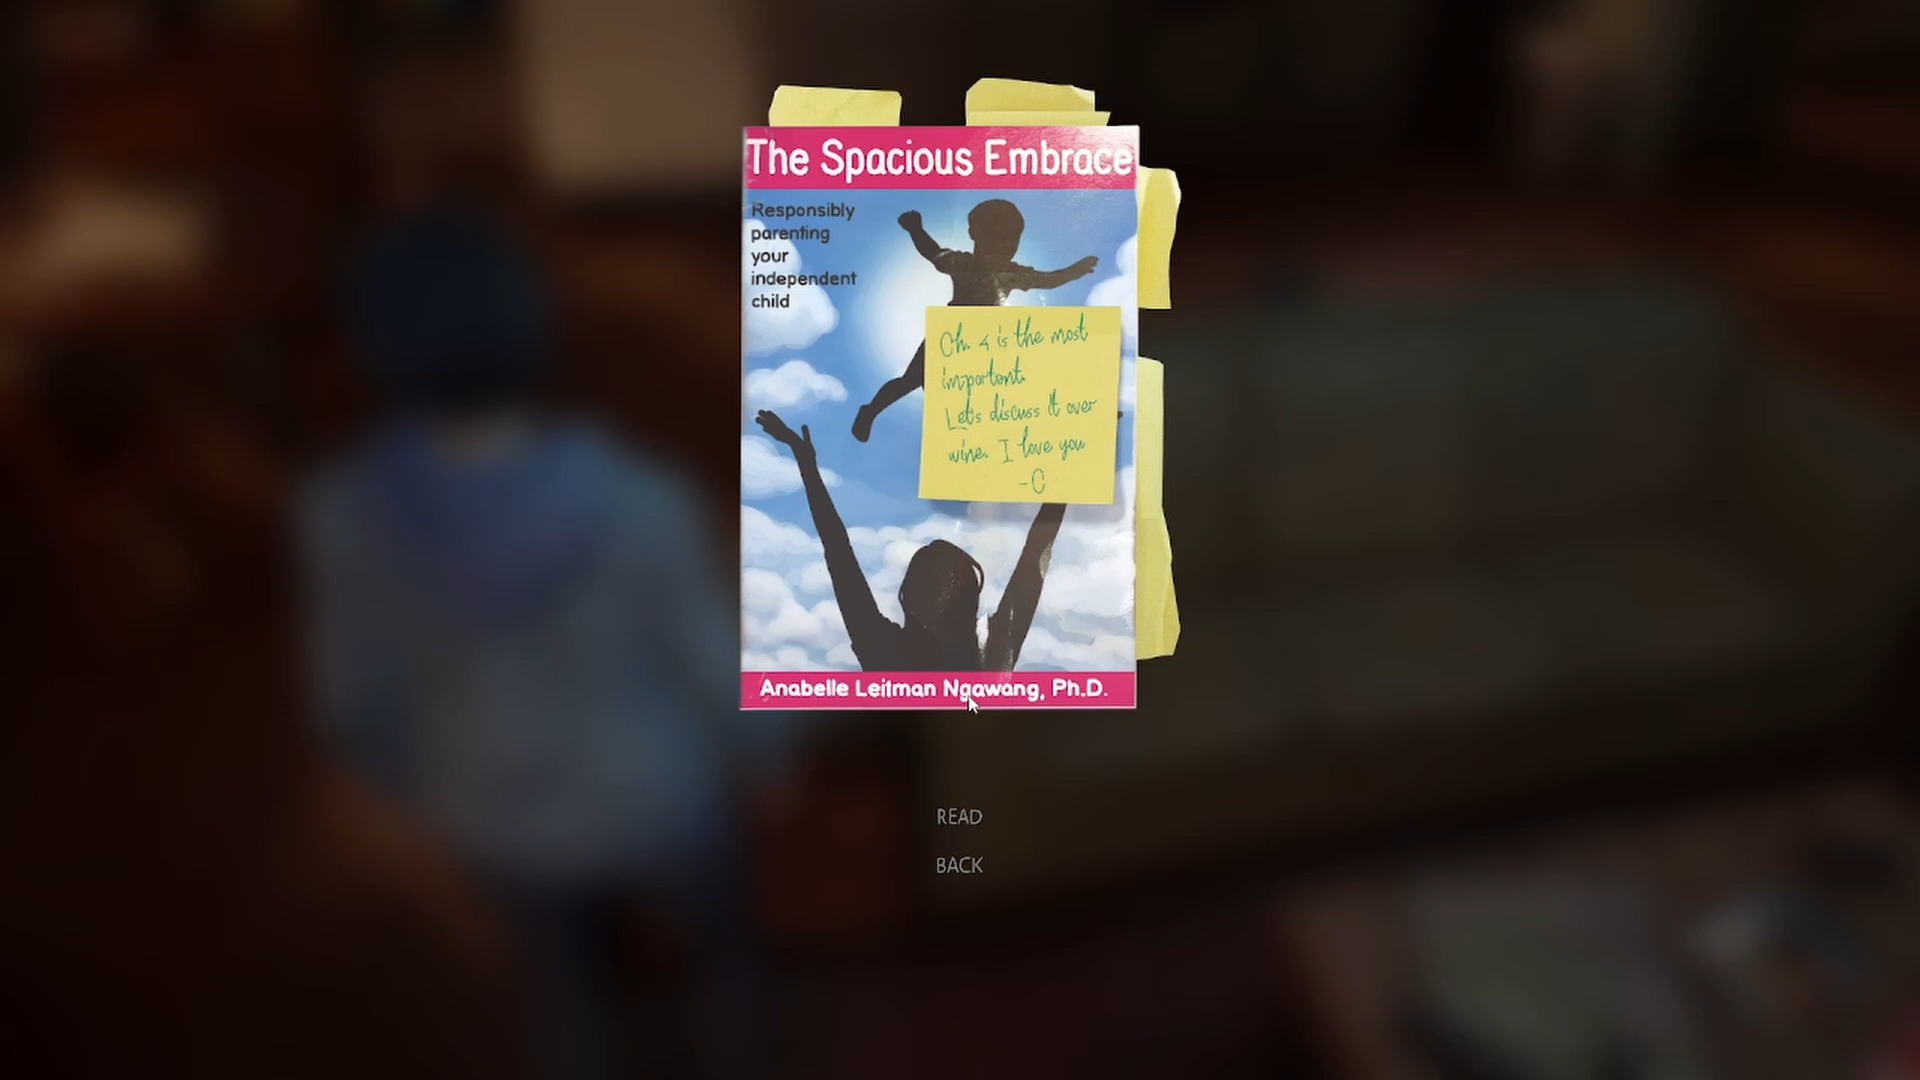 The Spacious Embrace
Responsibly
parenting
your
independent
child
Ch. 4 is the most
important.
Let's discuss it over
wine. I love you
-C
Anabelle Leitman Ngawang, Ph.D.
READ
BACK